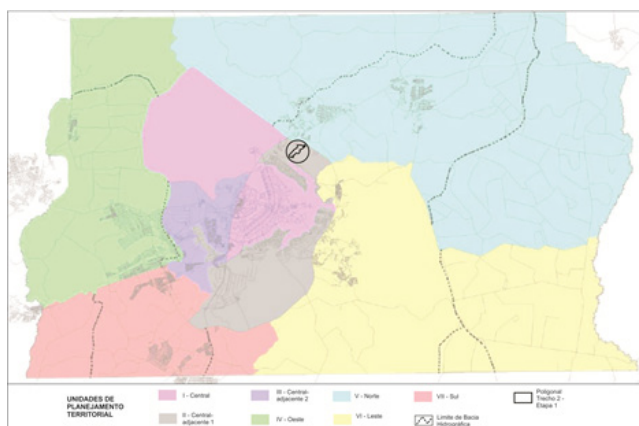 UNIDADES DE
PLANEJAMENTO
TERRITORIAL
I - Central
II - Central-
adjacente 1
III - Central-
adjacente 2
IV - Oeste
V - Norte
VI - Leste
VII - Sul
Limite de Bacia
Hidrográfica
Poligonal
Trecho 2 -
Etapa 1